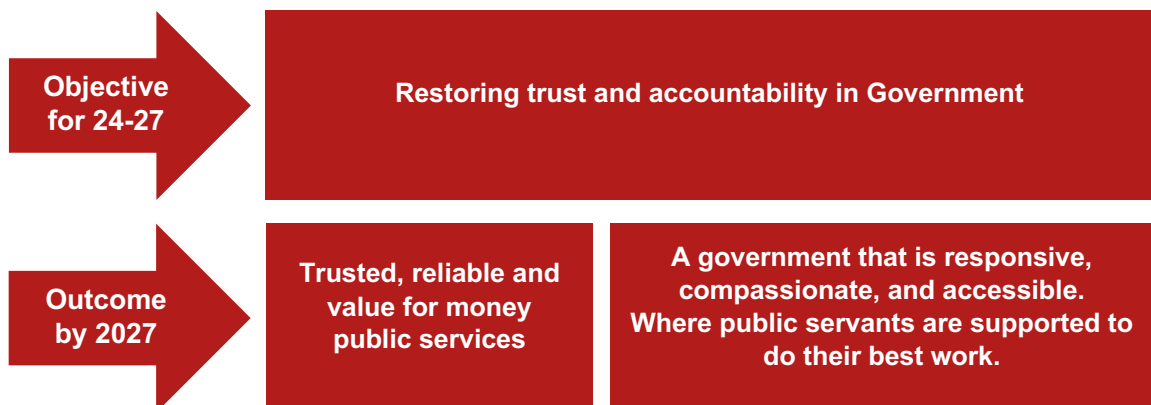 Objective
for 24-27
Restoring trust and accountability in Government
Outcome
by 2027
Trusted, reliable and
value for money
public services
A government that is responsive,
compassionate, and accessible.
Where public servants are supported to
do their best work.